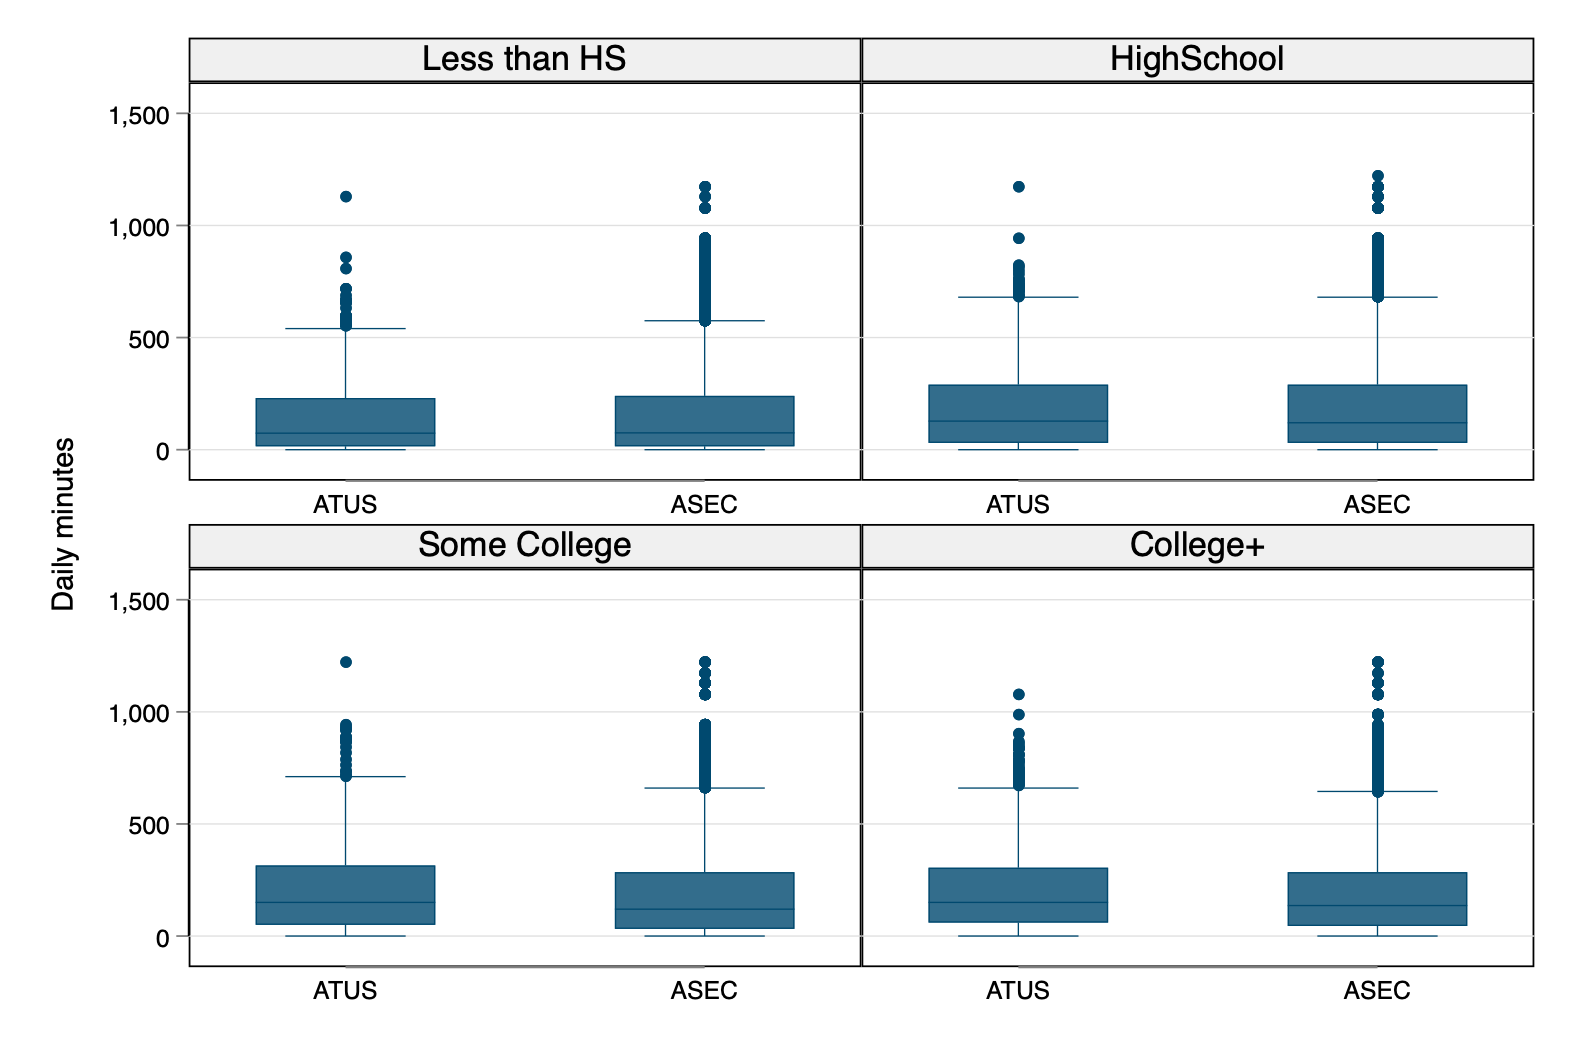 Less than HS
HighSchool
1,500
1,000
500
0
ATUS
ASEC
ATUS
ASEC
Daily minutes
Some College
College+
1,500
1,000
500
0
ATUS
ASEC
ATUS
ASEC